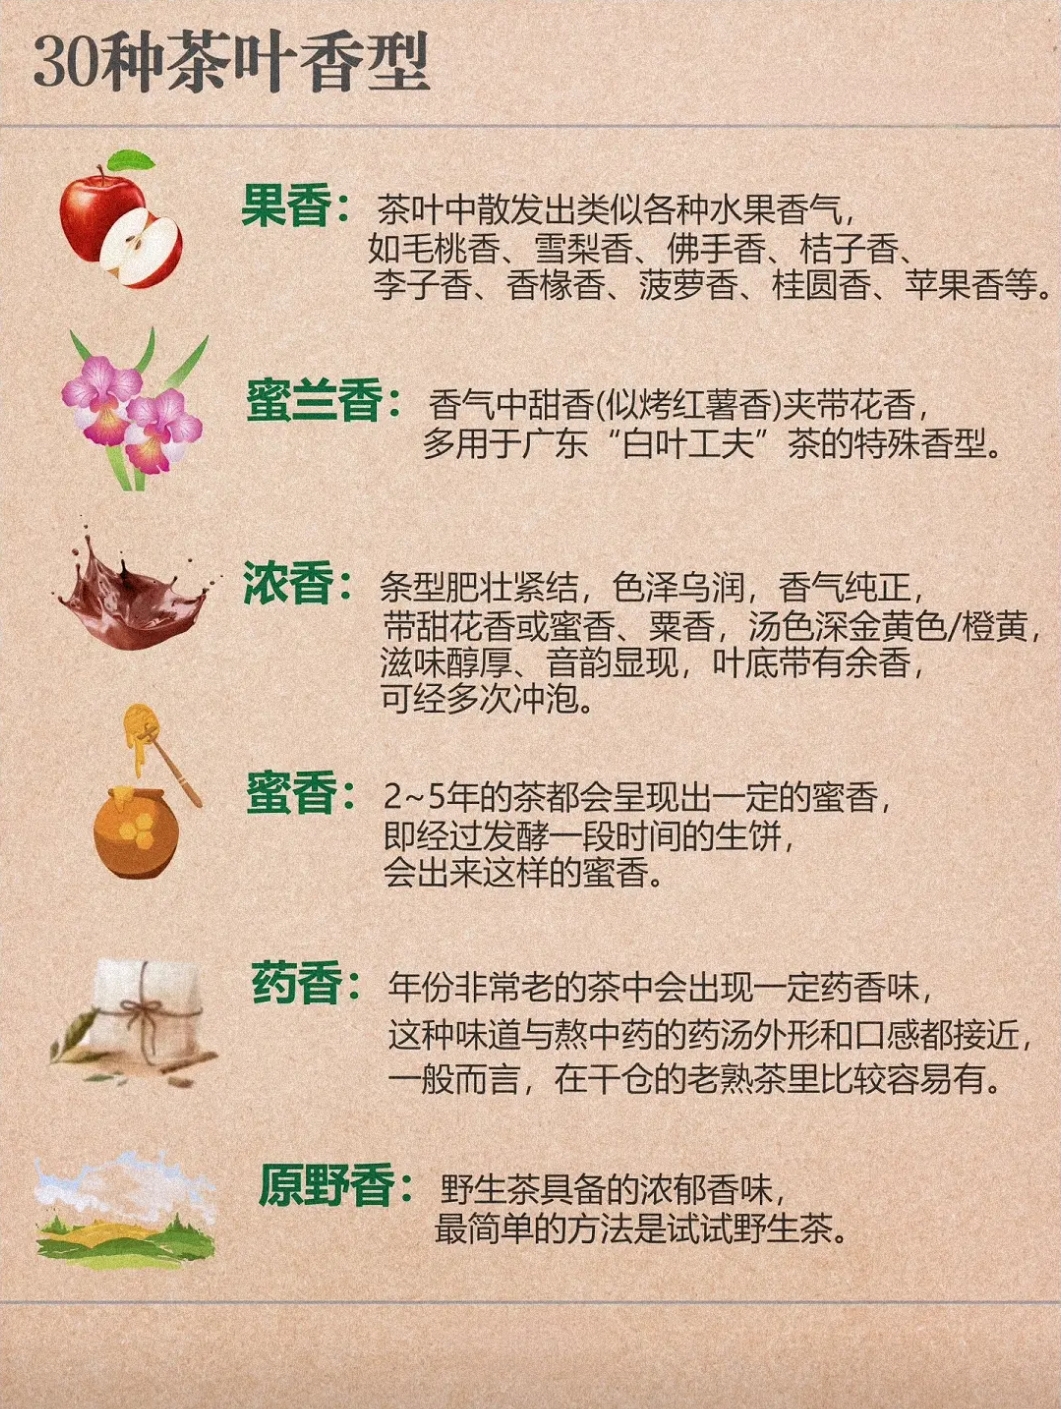 30种茶叶香型
果香：茶叶中散发出类似各种水果香气，
如毛桃香、雪梨香、佛手香、桔子香、
李子香、香橼香、菠萝香、桂圆香、苹果香等。
蜜兰香：香气中甜香(似烤红薯香)夹带花香，
多用于广东“白叶工夫”茶的特殊香型。
浓香：条型肥壮紧结，色泽乌润，香气纯正，
带甜花香或蜜香、粟香，汤色深金黄色/橙黄，
滋味醇厚、音韵显现，叶底带有余香，
可经多次冲泡。
蜜香：2~5年的茶都会呈现出一定的蜜香，
即经过发酵一段时间的生饼，
会出来这样的蜜香。
药香：年份非常老的茶中会出现一定药香味，
这种味道与熬中药的药汤外形和口感都接近，
一般而言，在干仓的老熟茶里比较容易有。
原野香：野生茶具备的浓郁香味，
最简单的方法是试试野生茶。